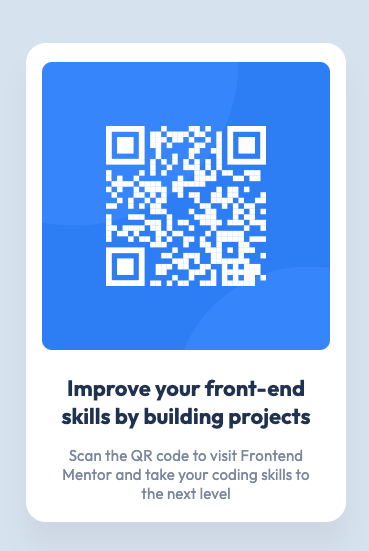 Improve your front-end
skills by building projects
Scan the QR code to visit Frontend
Mentor and take your coding skills to
the next level